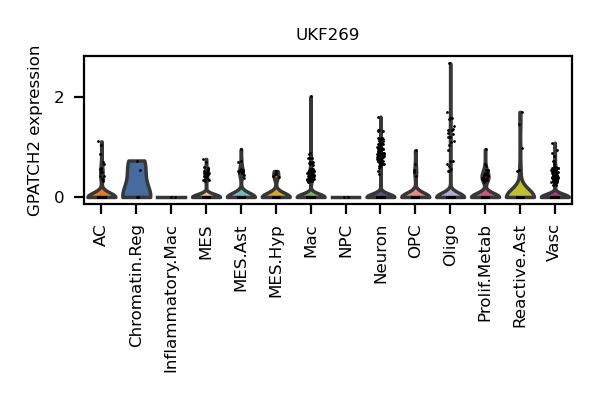 UKF269
GPATCH2 expression
2
0
AC
Chromatin.Reg
Inflammatory.Mac
MES
MES.Ast
MES.Hyp
Mac
NPC
Neuron
OPC
Oligo
Prolif.Metab
Reactive.Ast
Vasc